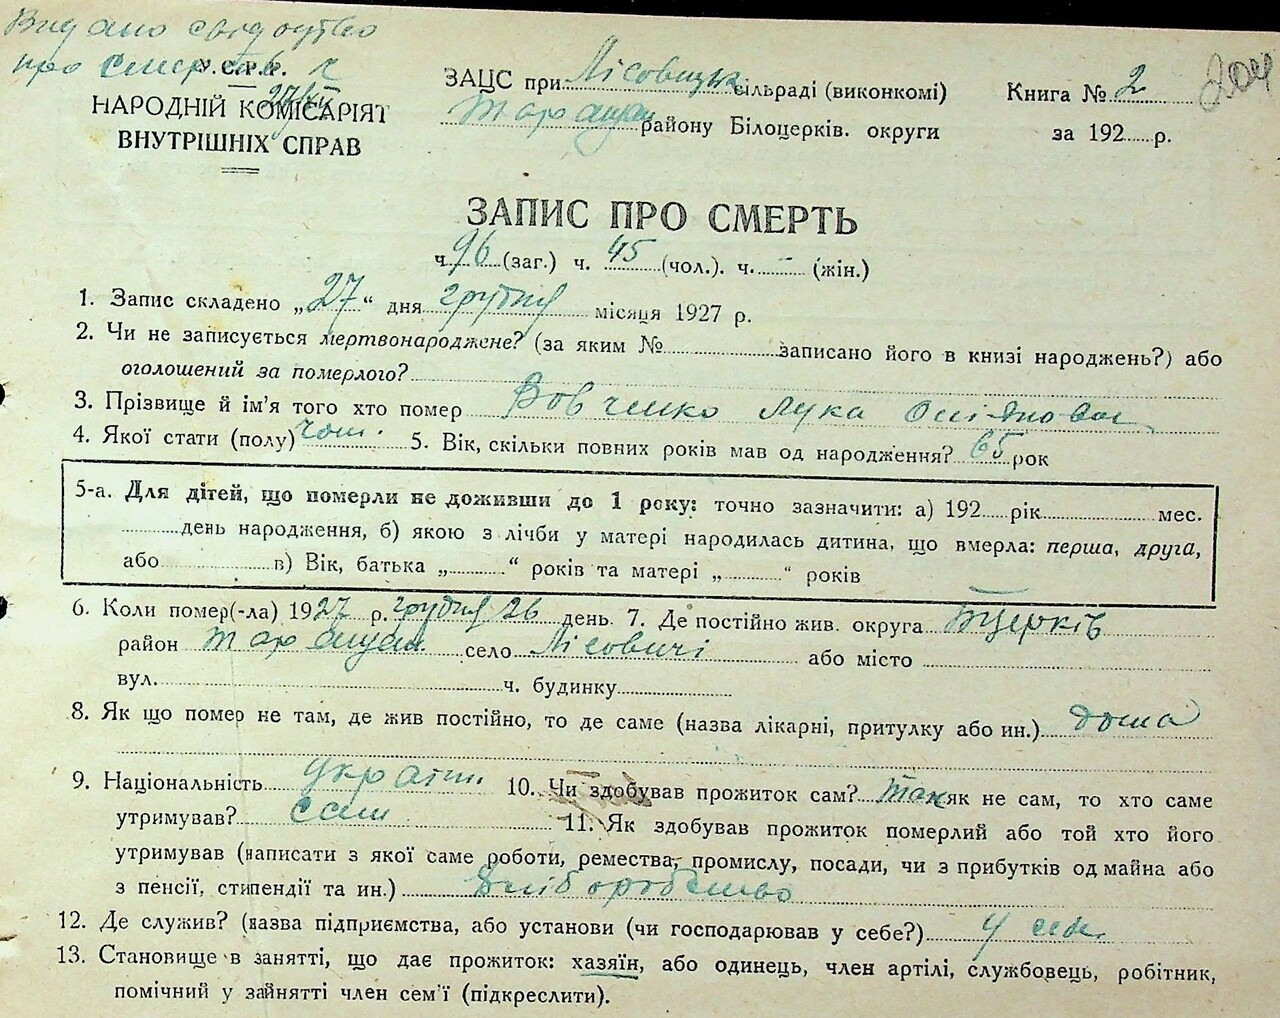 Видано свідоцтво
про смерть ч
У.С.Р.Р.
27/XII
НАРОДНІЙ КОМІСАРІЯТ
ВНУТРІШНІХ СПРАВ
ЗАЦС при Лісовицьк. сільраді (виконкомі)
Таращан. району Білоцерків. округи
Книга № 2
за 192 р.
204
ЗАПИС ПРО СМЕРТЬ
ч. 96 (заг.) ч. 45 (чол.). ч. - (жін.)
1. Запис складено „27“ дня грудня місяця 1927 р.
2. Чи не записується мертвонароджене? (за яким № записано його в книзі народжень?) або
оголошений за померлого?
3. Прізвище й ім'я того хто помер Вовченко Лука
4. Якої стати (полу) чол. 5. Вік, скільки повних років мав од народження? 65 рок
5-а. Для дітей, що померли не доживши до 1 року: точно зазначити: а) 192 рік мес.
день народження, б) якою з лічби у матері народилась дитина, що вмерла: перша, друга,
або в) Вік, батька „ “ років та матері „ “ років
6. Коли помер(-ла) 1927 р. грудня 26 день. 7. Де постійно жив. округа Бцерків
район Таращан. село Лісовичі або місто
вул. ч. будинку
8. Як що помер не там, де жив постійно, то де саме (назва лікарні, притулку або ин.) дома
9. Національність україн. 10. Чи здобував прожиток сам? так як не сам, то хто саме
утримував? сам 11. Як здобував прожиток померлий або той хто його
утримував (написати з якої саме роботи, ремества, промислу, посади, чи з прибутків од майна або
з пенсії, стипендії та ин.) хліборобство
12. Де служив? (назва підприємства, або установи (чи господарював у себе?) у себе
13. Становище в занятті, що дає прожиток: хазяїн, або одинець, член артілі, службовець, робітник,
помічний у зайнятті член сем'ї (підкреслити).